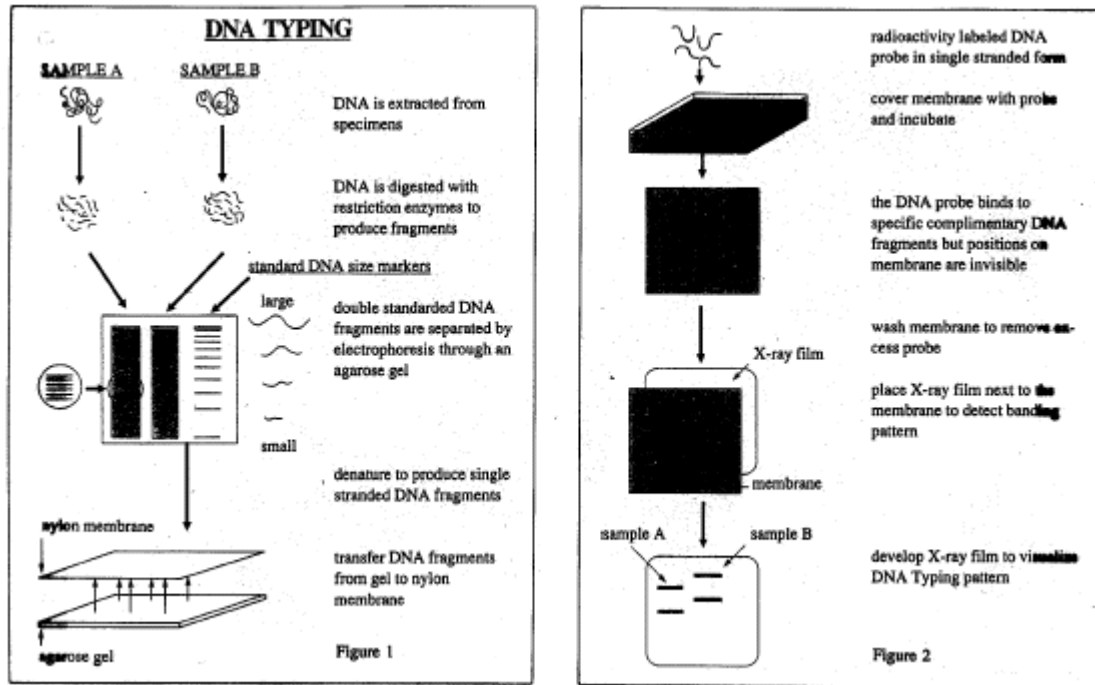 DNA TYPING
SAMPLE A
SAMPLE B
DNA is extracted from
specimens
DNA is digested with
restriction enzymes to
produce fragments
standard DNA size markers
large
double standarded DNA
fragments are separated by
electrophoresis through an
agarose gel
small
denature to produce single
stranded DNA fragments
nylon membrane
transfer DNA fragments
from gel to nylon
membrane
agarose gel
Figure 1
radioactivity labeled DNA
probe in single stranded form
cover membrane with probe
and incubate
the DNA probe binds to
specific complimentary DNA
fragments but positions on
membrane are invisible
wash membrane to remove ex-
cess probe
X-ray film
place X-ray film next to the
membrane to detect banding
pattern
membrane
sample A
sample B
develop X-ray film to visualize
DNA Typing pattern
Figure 2